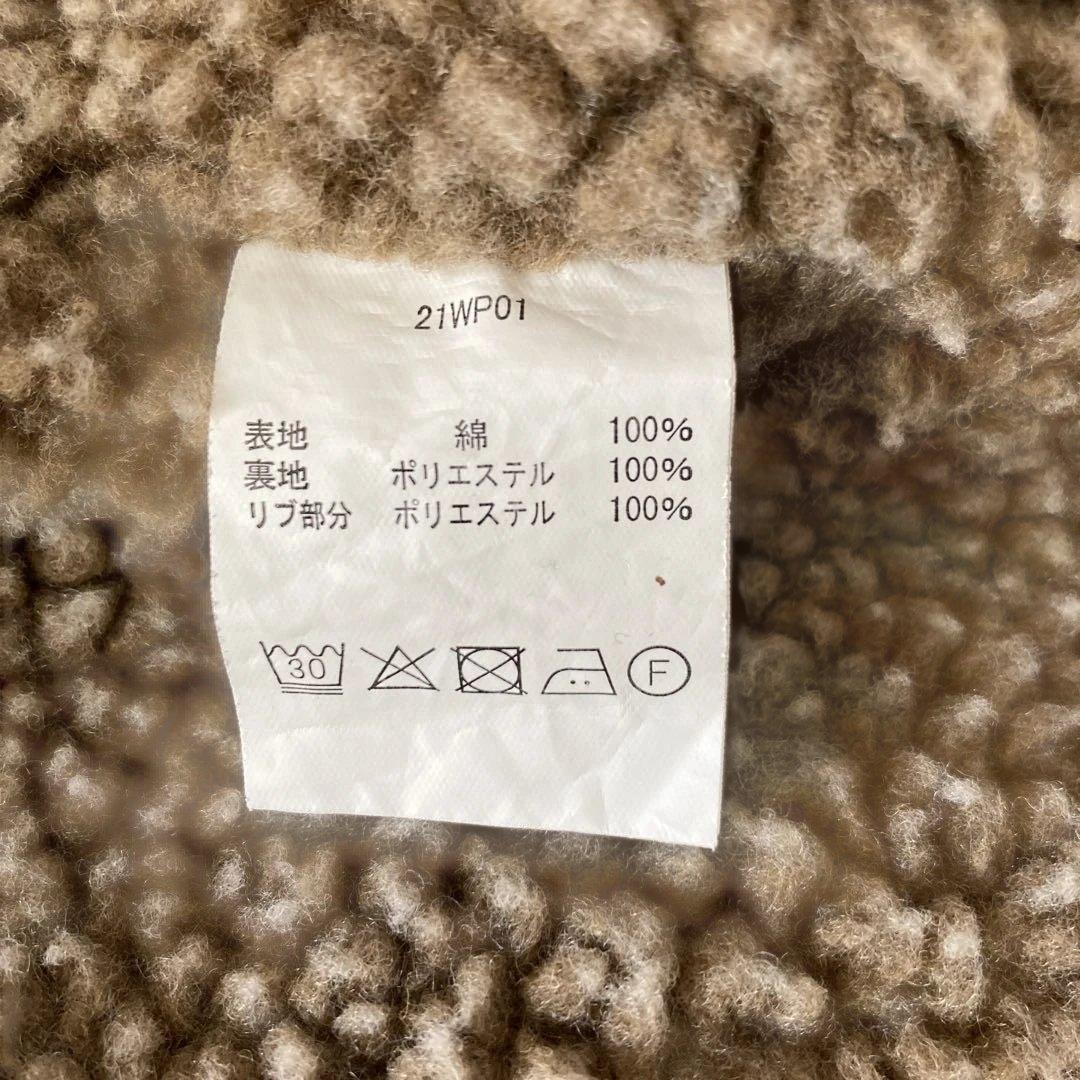 21WP01
表地 綿 100%
裏地 ポリエステル 100%
リブ部分 ポリエステル 100%
30 F